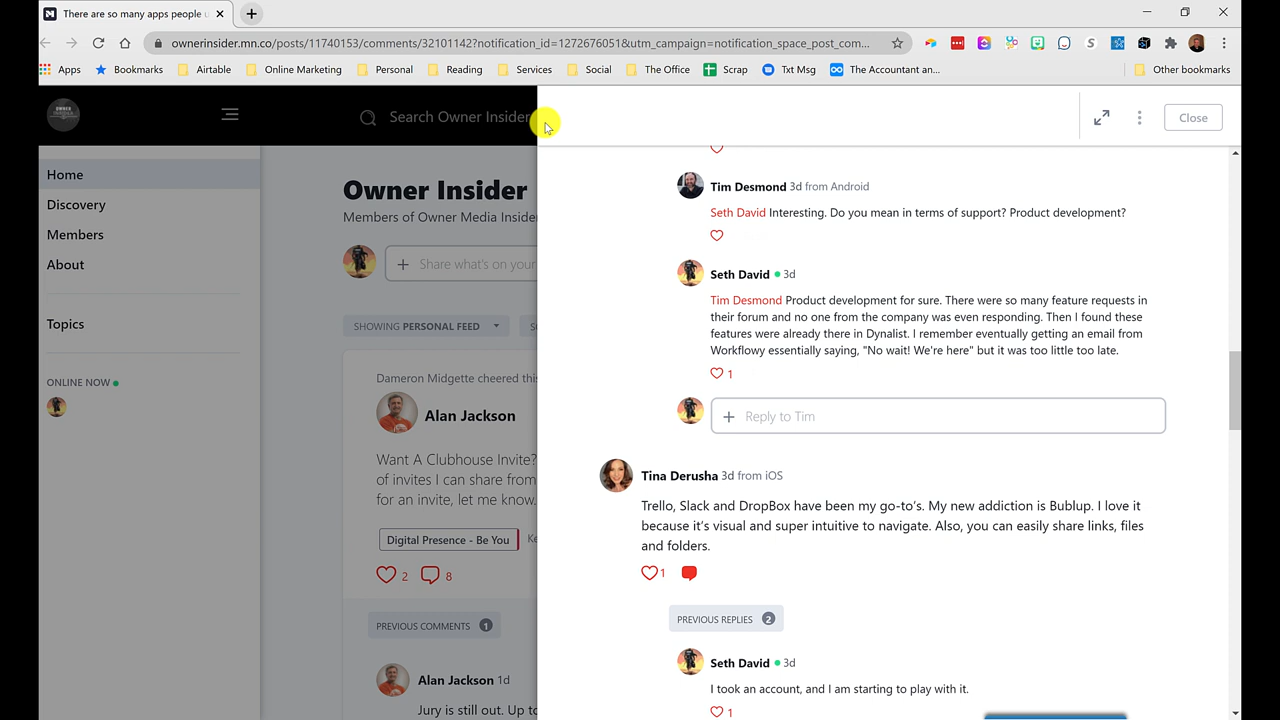 There are so many apps people u
ownerinsider.mn.co/posts/11740153/comments/32101142?notification_id=1272676051&utm_campaign=notification_space_post_com...
Apps
Bookmarks
Airtable
Online Marketing
Personal
Reading
Services
Social
The Office
Scrap
Txt Msg
The Accountant an...
Other bookmarks
Search Owner Insider
Close
Home
Discovery
Members
About
Topics
ONLINE NOW
Owner Insider
Members of Owner Media Inside
Share what's on your
SHOWING PERSONAL FEED
Dameron Midgette cheered this
Alan Jackson
Want A Clubhouse Invite?
of invites I can share from
for an invite, let me know.
Digital Presence - Be You
2
8
PREVIOUS COMMENTS 1
Alan Jackson 1d
Jury is still out. Up to
Tim Desmond 3d from Android
Seth David Interesting. Do you mean in terms of support? Product development?
Seth David 3d
Tim Desmond Product development for sure. There were so many feature requests in
their forum and no one from the company was even responding. Then I found these
features were already there in Dynalist. I remember eventually getting an email from
Workflowy essentially saying, "No wait! We're here" but it was too little too late.
1
Reply to Tim
Tina Derusha 3d from iOS
Trello, Slack and DropBox have been my go-to's. My new addiction is Bublup. I love it
because it's visual and super intuitive to navigate. Also, you can easily share links, files
and folders.
1
PREVIOUS REPLIES 2
Seth David 3d
I took an account, and I am starting to play with it.
1